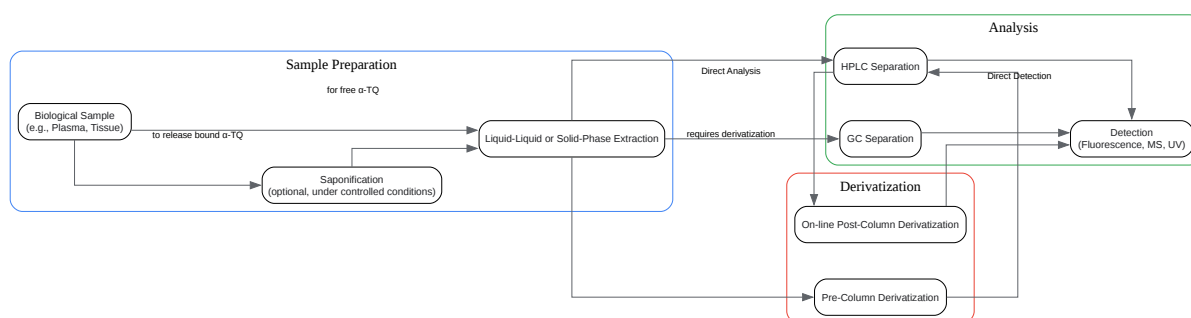 Analysis
Sample Preparation
HPLC Separation
Direct Analysis
Direct Detection
for free α-TQ
Biological Sample
(e.g., Plasma, Tissue)
to release bound α-TQ
Liquid-Liquid or Solid-Phase Extraction
requires derivatization
GC Separation
Detection
(Fluorescence, MS, UV)
Saponification
(optional, under controlled conditions)
Derivatization
On-line Post-Column Derivatization
Pre-Column Derivatization